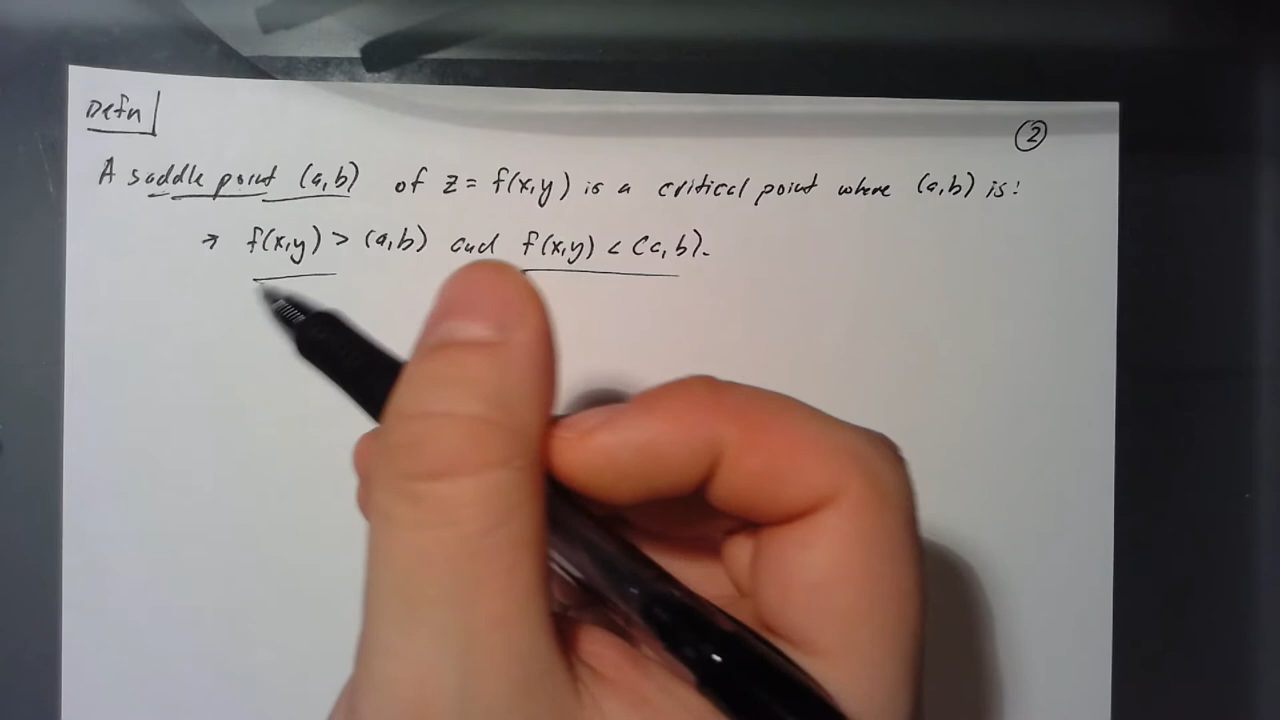 Defn
②
A saddle point (a,b) of z = f(x,y) is a critical point where (a,b) is:
→ f(x,y) > (a,b) and f(x,y) < (a,b).